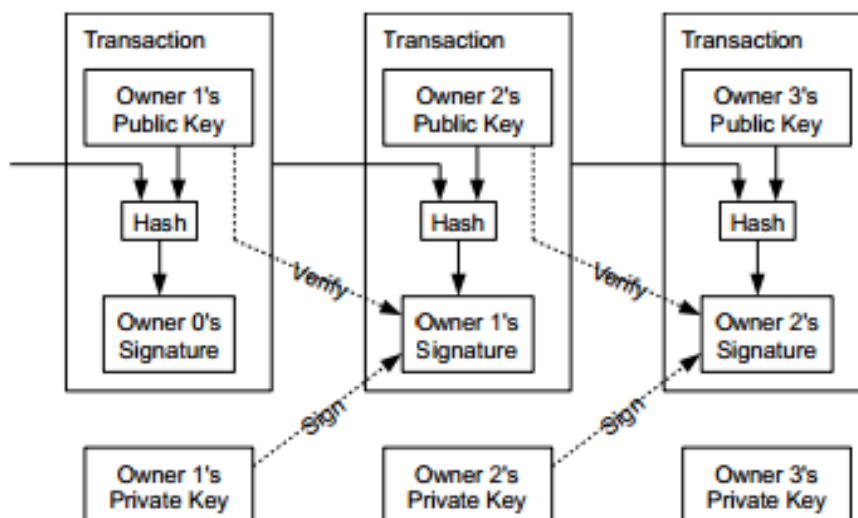 Transaction
Transaction
Transaction
Owner 1's
Public Key
Owner 2's
Public Key
Owner 3's
Public Key
Hash
Hash
Hash
Verify
Verify
Owner 0's
Signature
Owner 1's
Signature
Owner 2's
Signature
Sign
Sign
Owner 1's
Private Key
Owner 2's
Private Key
Owner 3's
Private Key